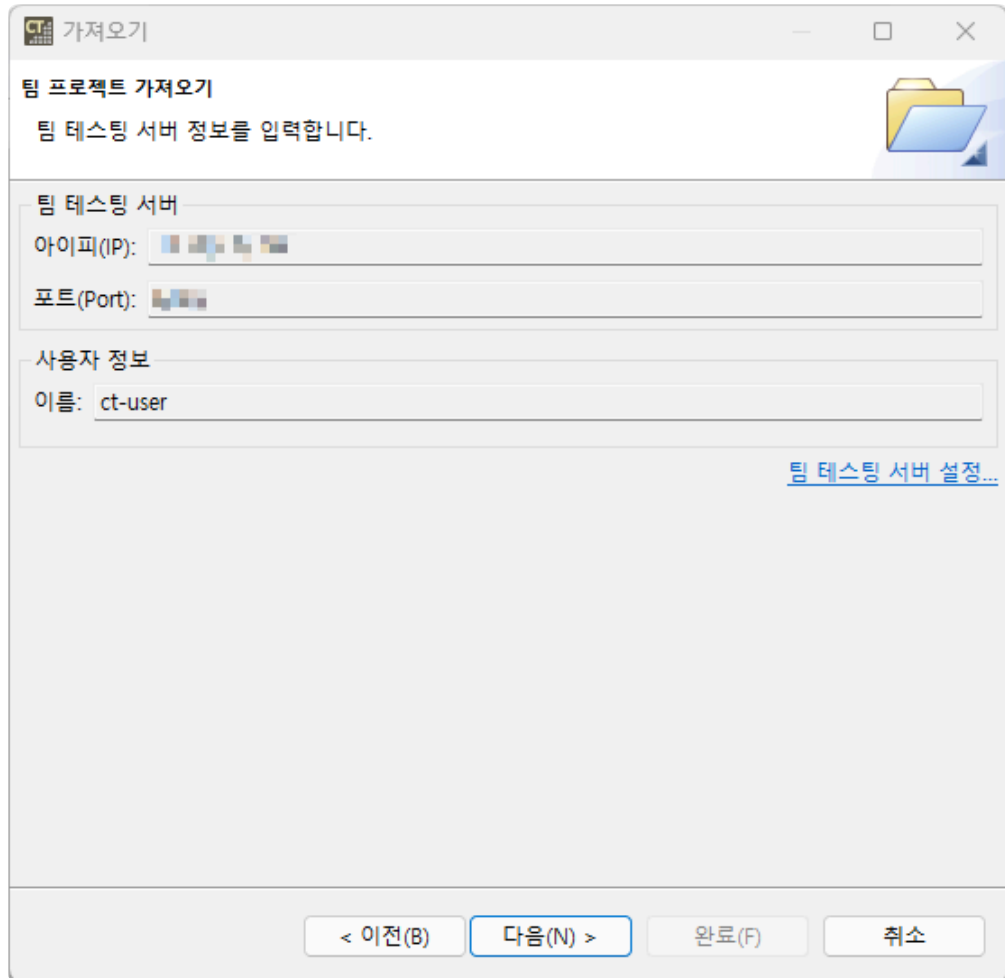 CT 가져오기
팀 프로젝트 가져오기
팀 테스팅 서버 정보를 입력합니다.
팀 테스팅 서버
아이피(IP):
포트(Port):
사용자 정보
이름: ct-user
팀 테스팅 서버 설정...
< 이전(B) 다음(N) > 완료(F) 취소